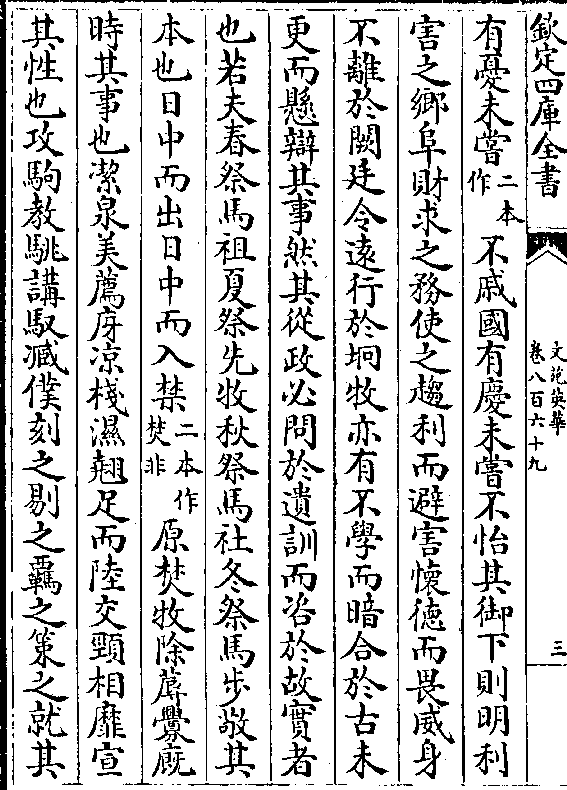 欽定四庫全書
文苑英華
卷八百六十九
三
有憂未嘗二本作不戚國有慶未嘗不怡其御下則明利
害之鄉阜財求之務使之趨利而避害懷德而畏威身
不離於闕廷令遠行於坰牧亦有不學而暗合於古未
更而懸辯其事然其從政必問於遺訓而咨於故實者
也若夫春祭馬祖夏祭先牧秋祭馬社冬祭馬步敬其
本也日中而出日中而入禁二本作焚非原焚牧除蓐釁廐
時其事也潔泉美薦庌凉棧濕翹足而陸交頸相靡宣
其性也攻駒教駣講馭臧僕刻之剔之羈之策之就其